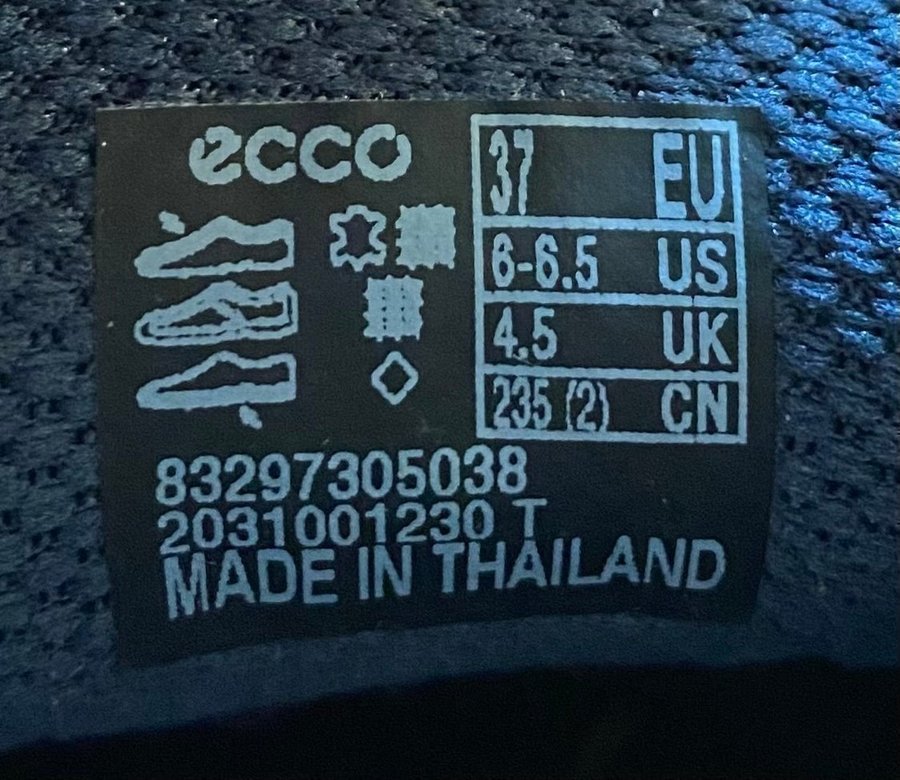 ecco
37 EU
6-6.5 US
4.5 UK
235 (2) CN
83297305038
2031001230 T
MADE IN THAILAND